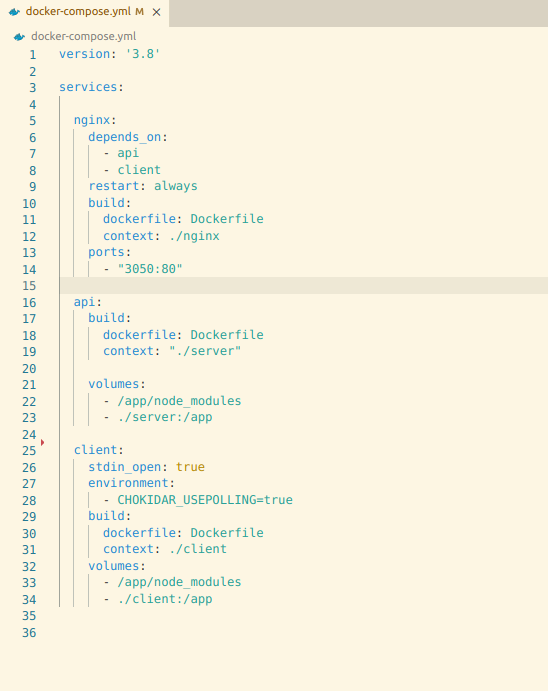 docker-compose.yml M ×
docker-compose.yml
1 version: '3.8'
2
3 services:
4
5   nginx:
6     depends_on:
7       - api
8       - client
9     restart: always
10     build:
11       dockerfile: Dockerfile
12       context: ./nginx
13     ports:
14       - "3050:80"
15
16   api:
17     build:
18       dockerfile: Dockerfile
19       context: "./server"
20
21     volumes:
22       - /app/node_modules
23       - ./server:/app
24
25   client:
26     stdin_open: true
27     environment:
28       - CHOKIDAR_USEPOLLING=true
29     build:
30       dockerfile: Dockerfile
31       context: ./client
32     volumes:
33       - /app/node_modules
34       - ./client:/app
35
36